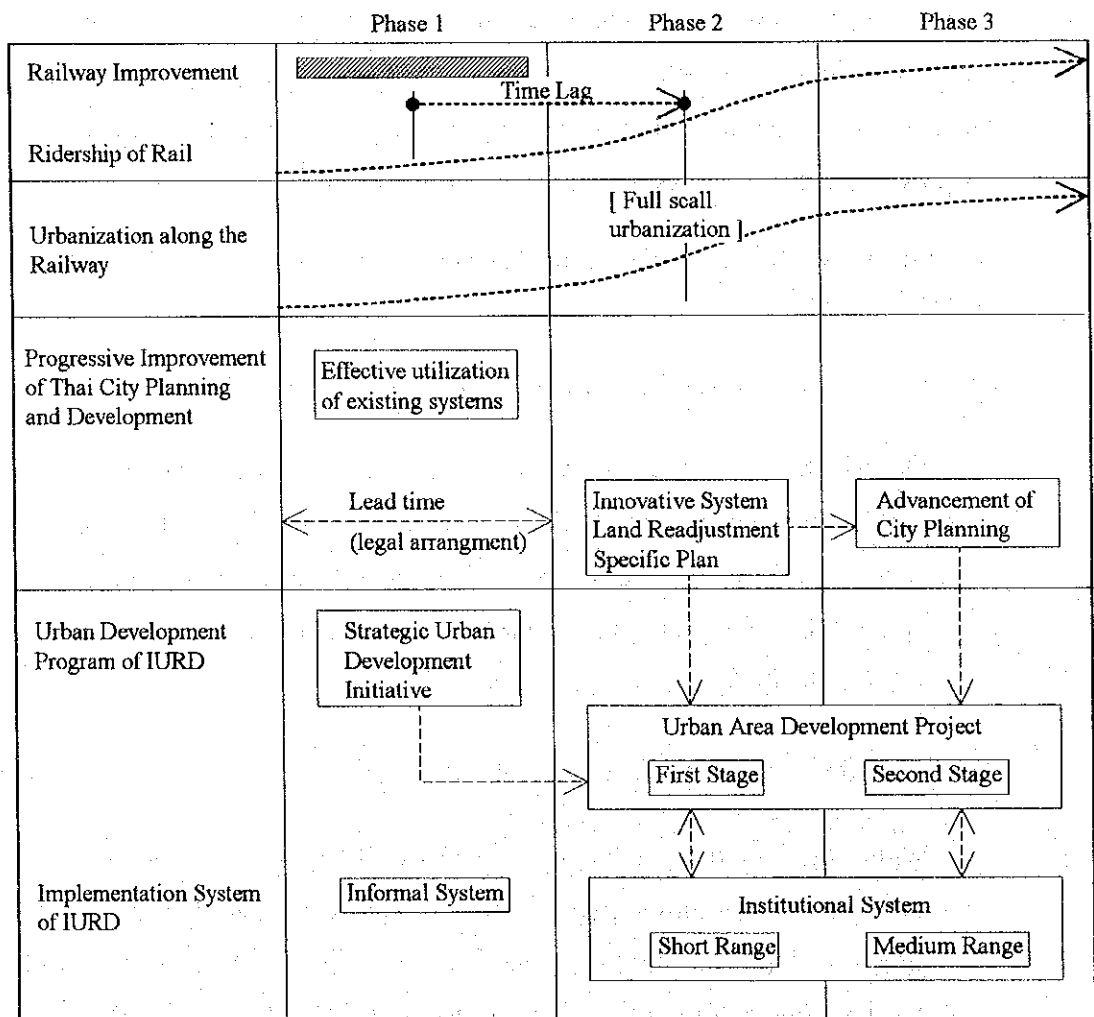 Phase 1
Phase 2
Phase 3
Railway Improvement
Time Lag
Ridership of Rail
Urbanization along the
Railway
[ Full scall
urbanization ]
Progressive Improvement
of Thai City Planning
and Development
Effective utilization
of existing systems
Lead time
(legal arrangment)
Innovative System
Land Readjustment
Specific Plan
Advancement of
City Planning
Urban Development
Program of IURD
Strategic Urban
Development
Initiative
Urban Area Development Project
First Stage
Second Stage
Implementation System
of IURD
Informal System
Institutional System
Short Range
Medium Range